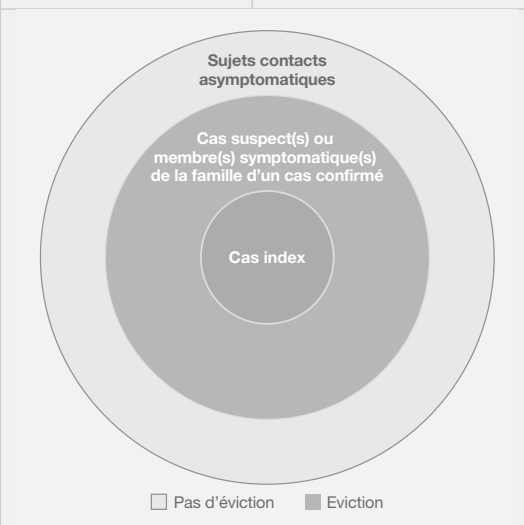 Sujets contacts
asymptomatiques
Cas suspect(s) ou
membre(s) symptomatique(s)
de la famille d’un cas confirmé
Cas index
Pas d’éviction
Eviction